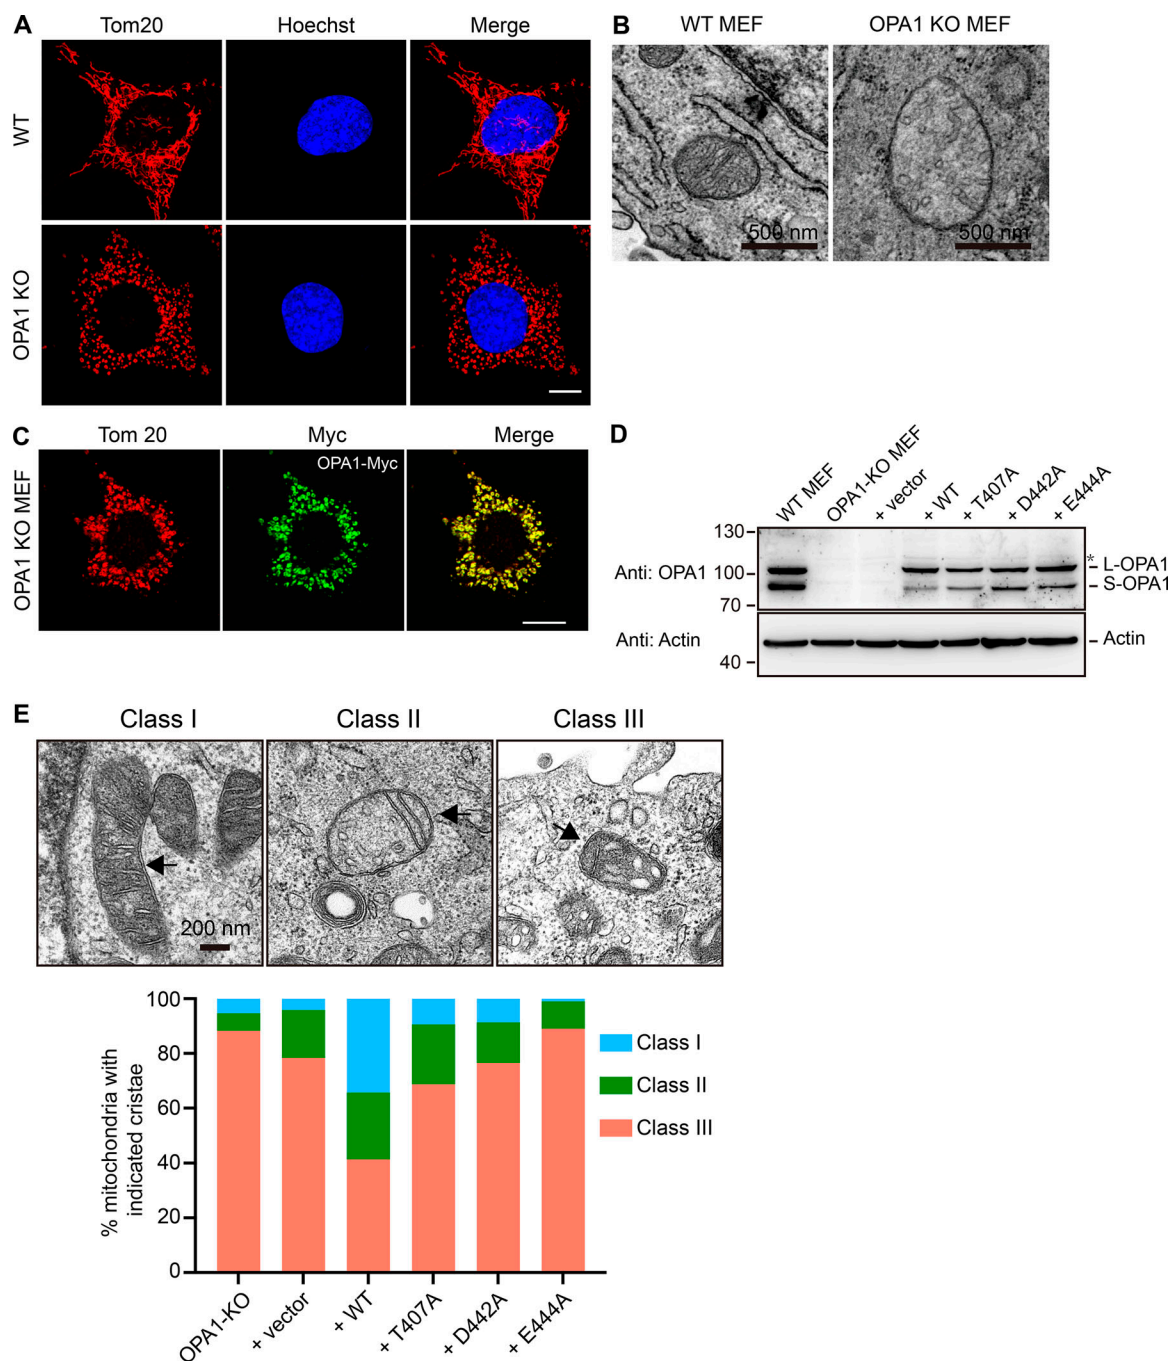 A
Tom20
Hoechst
Merge
WT
OPA1 KO
B
WT MEF
OPA1 KO MEF
500 nm
500 nm
C
Tom 20
Myc
Merge
OPA1 KO MEF
OPA1-Myc
D
WT MEF
OPA1-KO MEF
+ vector
+ WT
+ T407A
+ D442A
+ E444A
130
100
70
Anti: OPA1
*
L-OPA1
S-OPA1
Anti: Actin
40
Actin
E
Class I
Class II
Class III
200 nm
% mitochondria with
indicated cristae
100
80
60
40
20
0
OPA1-KO
+ vector
+ WT
+ T407A
+ D442A
+ E444A
Class I
Class II
Class III